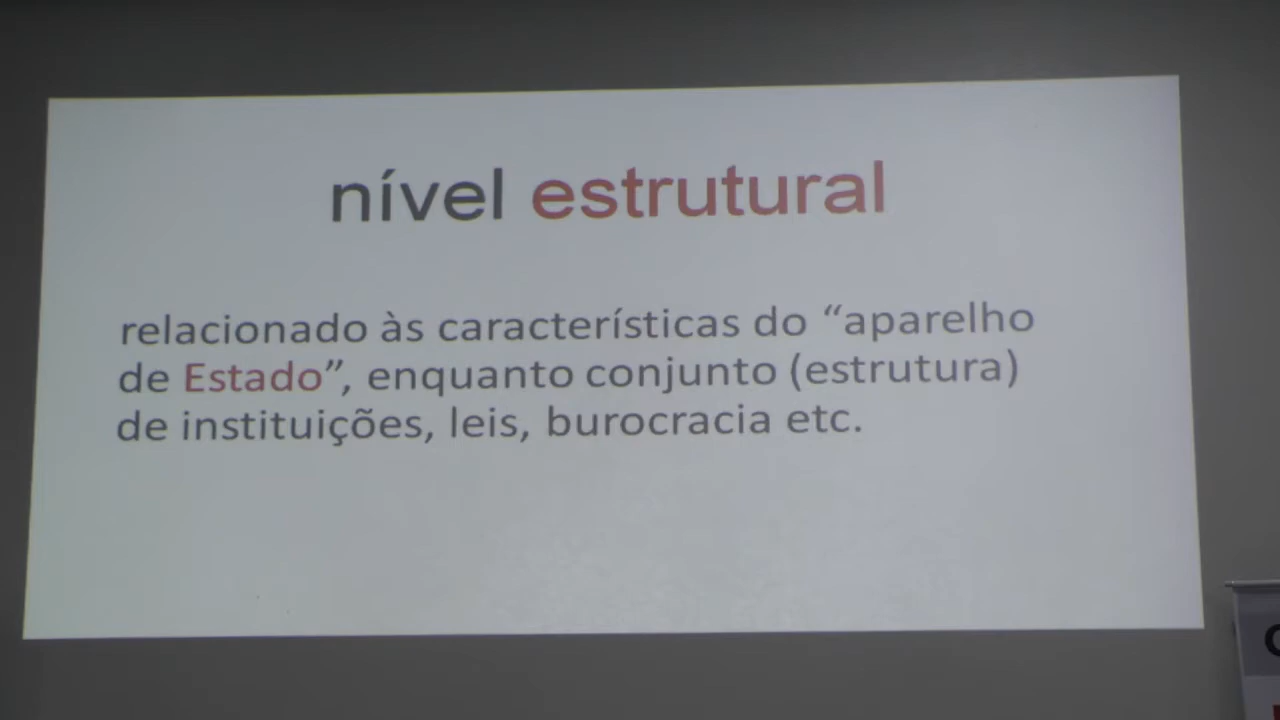 nível estrutural
relacionado às características do “aparelho
de Estado”, enquanto conjunto (estrutura)
de instituições, leis, burocracia etc.